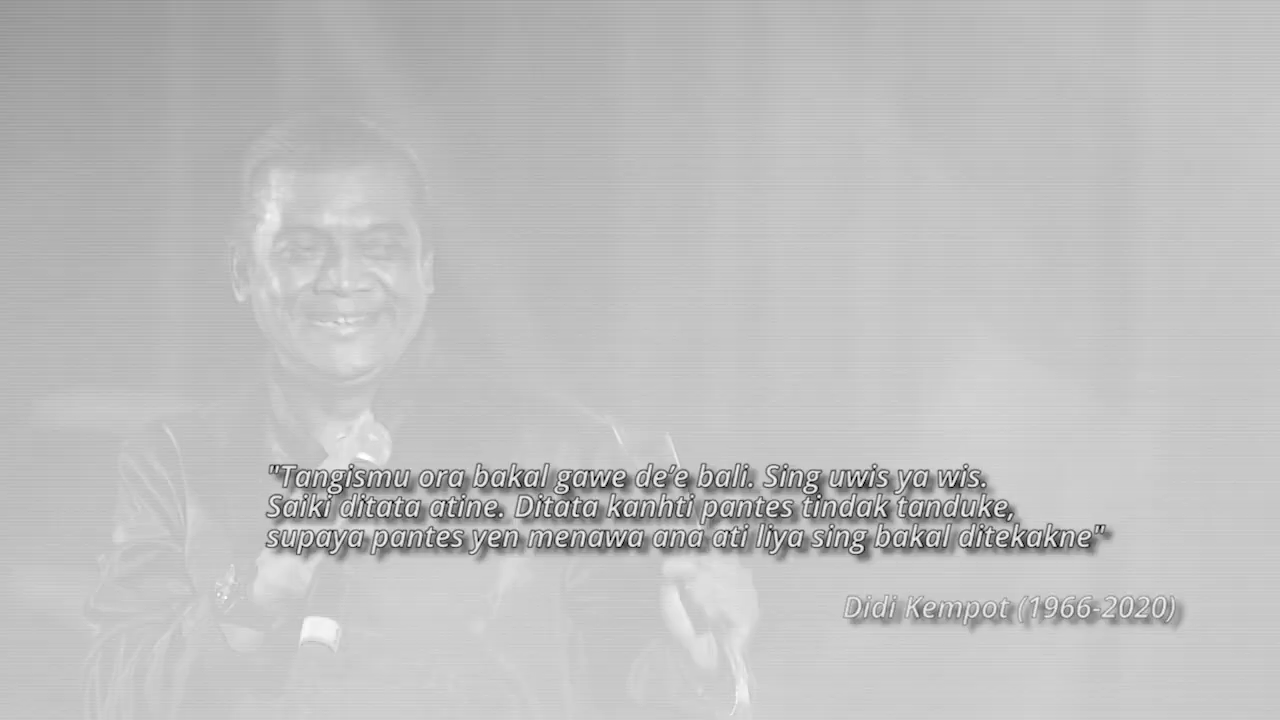 "Tangismu ora bakal gawe de’e bali. Sing uwis ya wis.
Saiki ditata atine. Ditata kanhti pantes tindak tanduke,
supaya pantes yen menawa ana ati liya sing bakal ditekakne"
Didi Kempot (1966-2020)